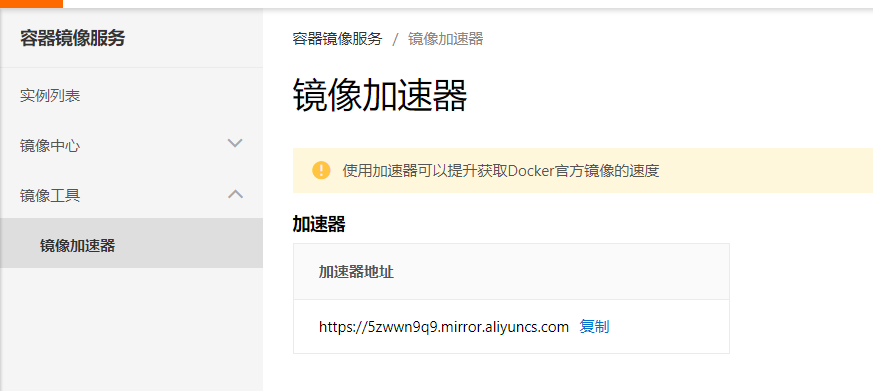 容器镜像服务
实例列表
镜像中心
镜像工具
镜像加速器
容器镜像服务 / 镜像加速器
镜像加速器
使用加速器可以提升获取Docker官方镜像的速度
加速器
加速器地址
https://5zwwn9q9.mirror.aliyuncs.com 复制